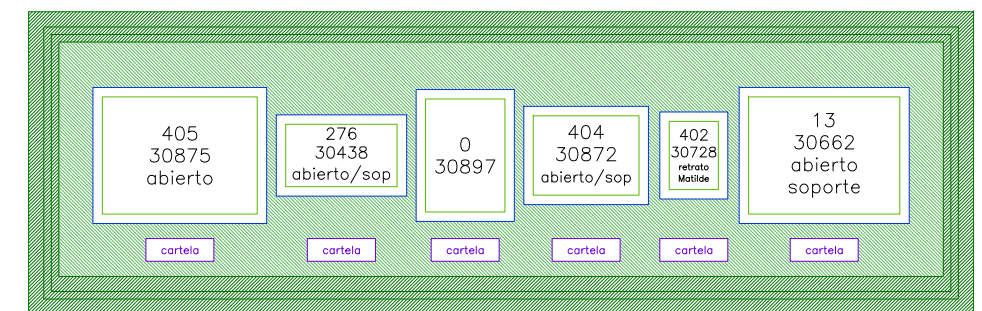 405
30875
abierto
276
30438
abierto/sop
0
30897
404
30872
abierto/sop
402
30728
retrato
Matilde
13
30662
abierto
soporte
cartela
cartela
cartela
cartela
cartela
cartela